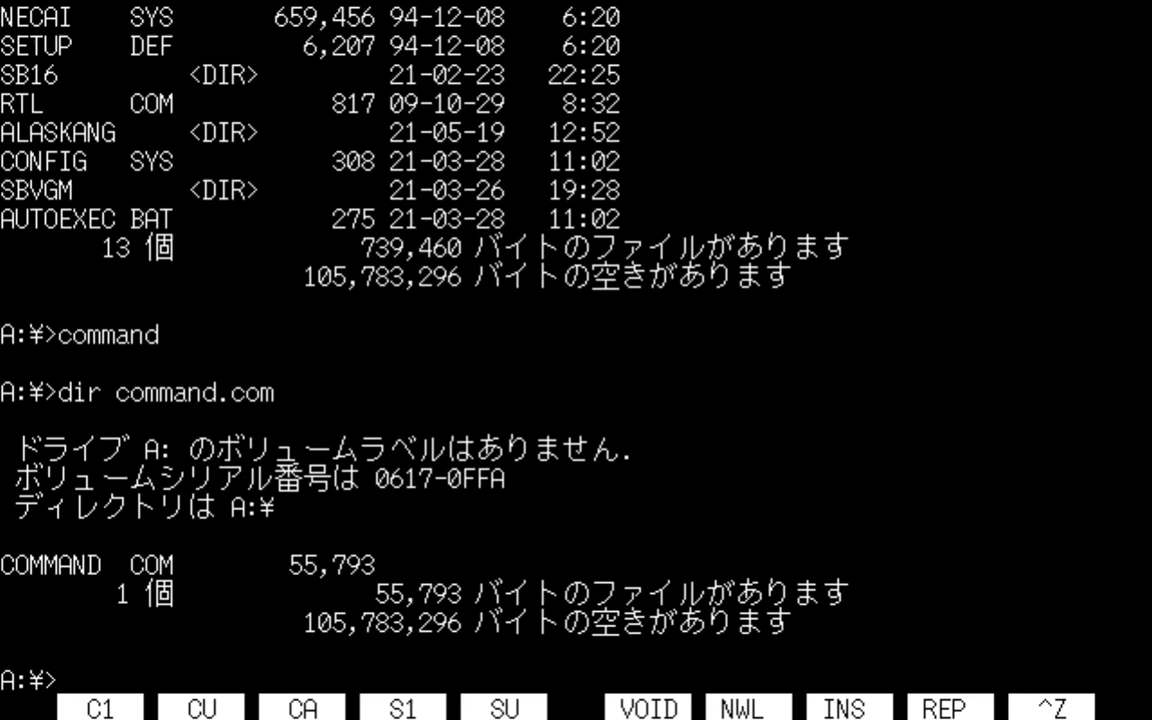 NECAI SYS 659,456 94-12-08 6:20
SETUP DEF 6,207 94-12-08 6:20
SB16 <DIR> 21-02-23 22:25
RTL COM 817 09-10-29 8:32
ALASKANG <DIR> 21-05-19 12:52
CONFIG SYS 308 21-03-28 11:02
SBVGM <DIR> 21-03-26 19:28
AUTOEXEC BAT 275 21-03-28 11:02
13 個 739,460 バイトのファイルがあります
105,783,296 バイトの空きがあります
A:¥>command
A:¥>dir command.com
ドライブ A: のボリュームラベルはありません.
ボリュームシリアル番号は 0617-0FFA
ディレクトリは A:¥
COMMAND COM 55,793
1 個 55,793 バイトのファイルがあります
105,783,296 バイトの空きがあります
A:¥>
C1 CU CA S1 SU VOID NWL INS REP ^Z